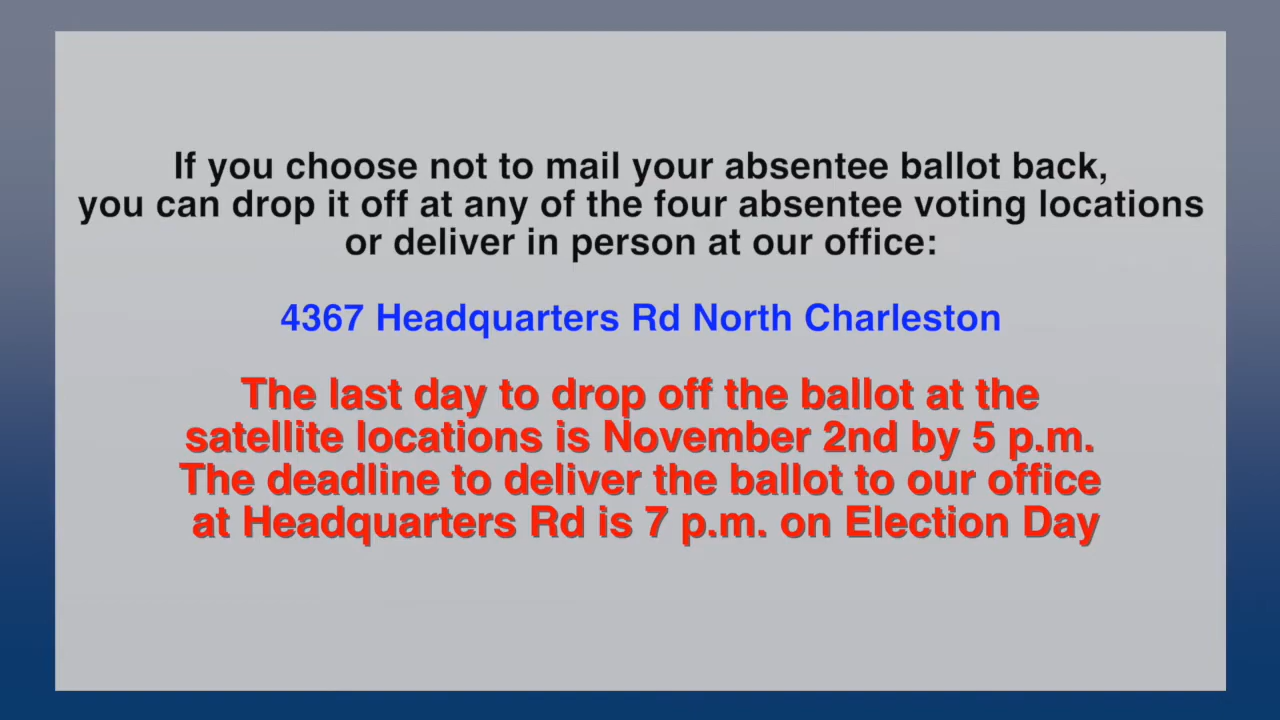 If you choose not to mail your absentee ballot back,
you can drop it off at any of the four absentee voting locations
or deliver in person at our office:
4367 Headquarters Rd North Charleston
The last day to drop off the ballot at the
satellite locations is November 2nd by 5 p.m.
The deadline to deliver the ballot to our office
at Headquarters Rd is 7 p.m. on Election Day